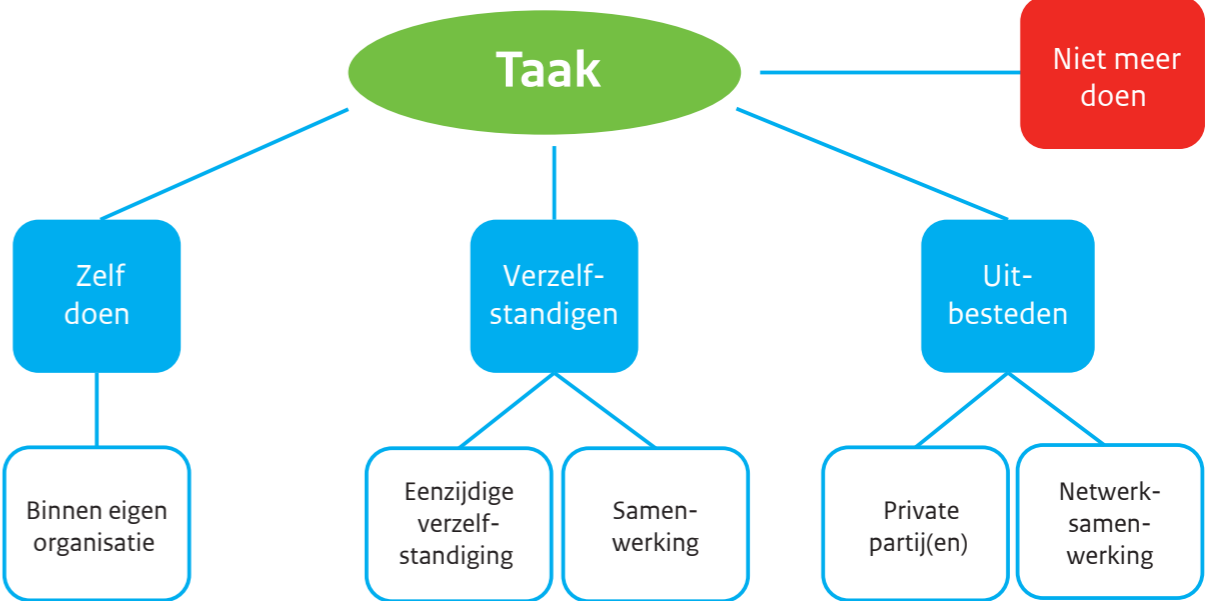 Taak
Niet meer
doen
Zelf
doen
Verzelf-
standigen
Uit-
besteden
Binnen eigen
organisatie
Eenzijdige
verzelf-
standiging
Samen-
werking
Private
partij(en)
Netwerk-
samen-
werking